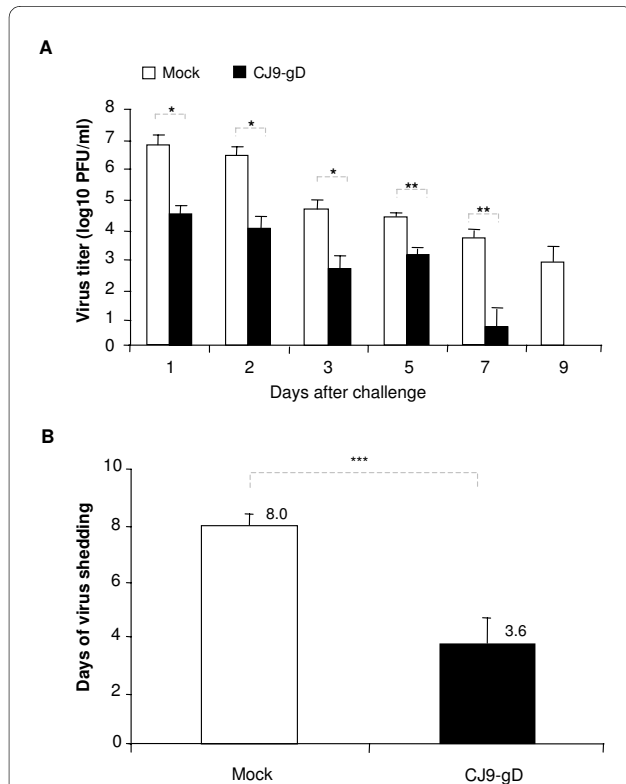 A
Mock CJ9-gD
Virus titer (log10 PFU/ml)
8
7
6
5
4
3
2
1
0
* * * ** **
1 2 3 5 7 9
Days after challenge
B
Days of virus shedding
10
8
6
4
2
0
***
8.0
3.6
Mock CJ9-gD